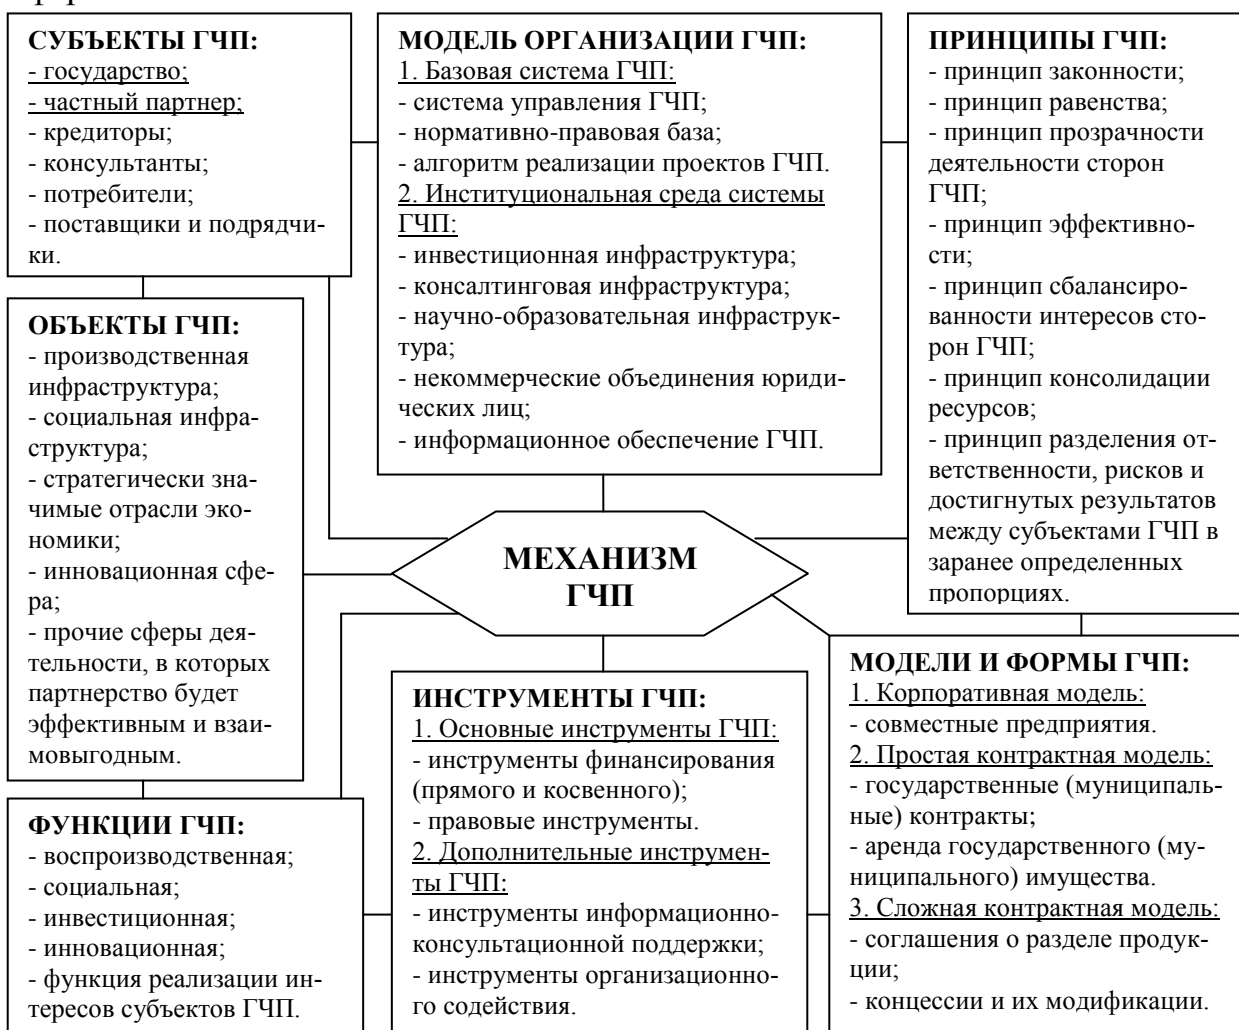 СУБЪЕКТЫ ГЧП:
- государство;
- частный партнер;
- кредиторы;
- консультанты;
- потребители;
- поставщики и подрядчи-
ки.
МОДЕЛЬ ОРГАНИЗАЦИИ ГЧП:
1. Базовая система ГЧП:
- система управления ГЧП;
- нормативно-правовая база;
- алгоритм реализации проектов ГЧП.
2. Институциональная среда системы
ГЧП:
- инвестиционная инфраструктура;
- консалтинговая инфраструктура;
- научно-образовательная инфраструк-
тура;
- некоммерческие объединения юриди-
ческих лиц;
- информационное обеспечение ГЧП.
ПРИНЦИПЫ ГЧП:
- принцип законности;
- принцип равенства;
- принцип прозрачности
деятельности сторон
ГЧП;
- принцип эффективно-
сти;
- принцип сбалансиро-
ванности интересов сто-
рон ГЧП;
- принцип консолидации
ресурсов;
- принцип разделения от-
ветственности, рисков и
достигнутых результатов
между субъектами ГЧП в
заранее определенных
пропорциях.
ОБЪЕКТЫ ГЧП:
- производственная
инфраструктура;
- социальная инфра-
структура;
- стратегически зна-
чимые отрасли эко-
номики;
- инновационная сфе-
ра;
- прочие сферы дея-
тельности, в которых
партнерство будет
эффективным и взаи-
мовыгодным.
МЕХАНИЗМ
ГЧП
ФУНКЦИИ ГЧП:
- воспроизводственная;
- социальная;
- инвестиционная;
- инновационная;
- функция реализации ин-
тересов субъектов ГЧП.
ИНСТРУМЕНТЫ ГЧП:
1. Основные инструменты ГЧП:
- инструменты финансирования
(прямого и косвенного);
- правовые инструменты.
2. Дополнительные инструмен-
ты ГЧП:
- инструменты информационно-
консультационной поддержки;
- инструменты организационно-
го содействия.
МОДЕЛИ И ФОРМЫ ГЧП:
1. Корпоративная модель:
- совместные предприятия.
2. Простая контрактная модель:
- государственные (муниципаль-
ные) контракты;
- аренда государственного (му-
ниципального) имущества.
3. Сложная контрактная модель:
- соглашения о разделе продук-
ции;
- концессии и их модификации.